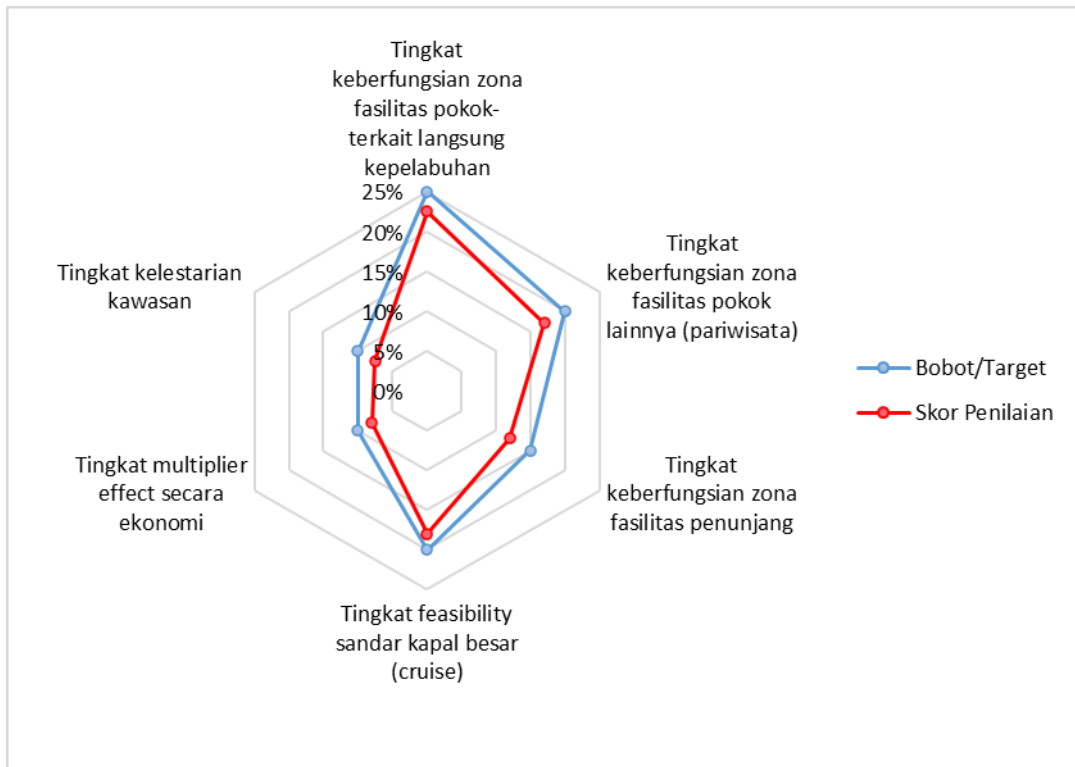 Tingkat
keberfungsian zona
fasilitas pokok-
terkait langsung
kepelabuhan
25%
20%
15%
10%
5%
0%
Tingkat
keberfungsian zona
fasilitas pokok
lainnya (pariwisata)
Tingkat
keberfungsian zona
fasilitas penunjang
Tingkat feasibility
sandar kapal besar
(cruise)
Tingkat multiplier
effect secara
ekonomi
Tingkat kelestarian
kawasan
Bobot/Target
Skor Penilaian